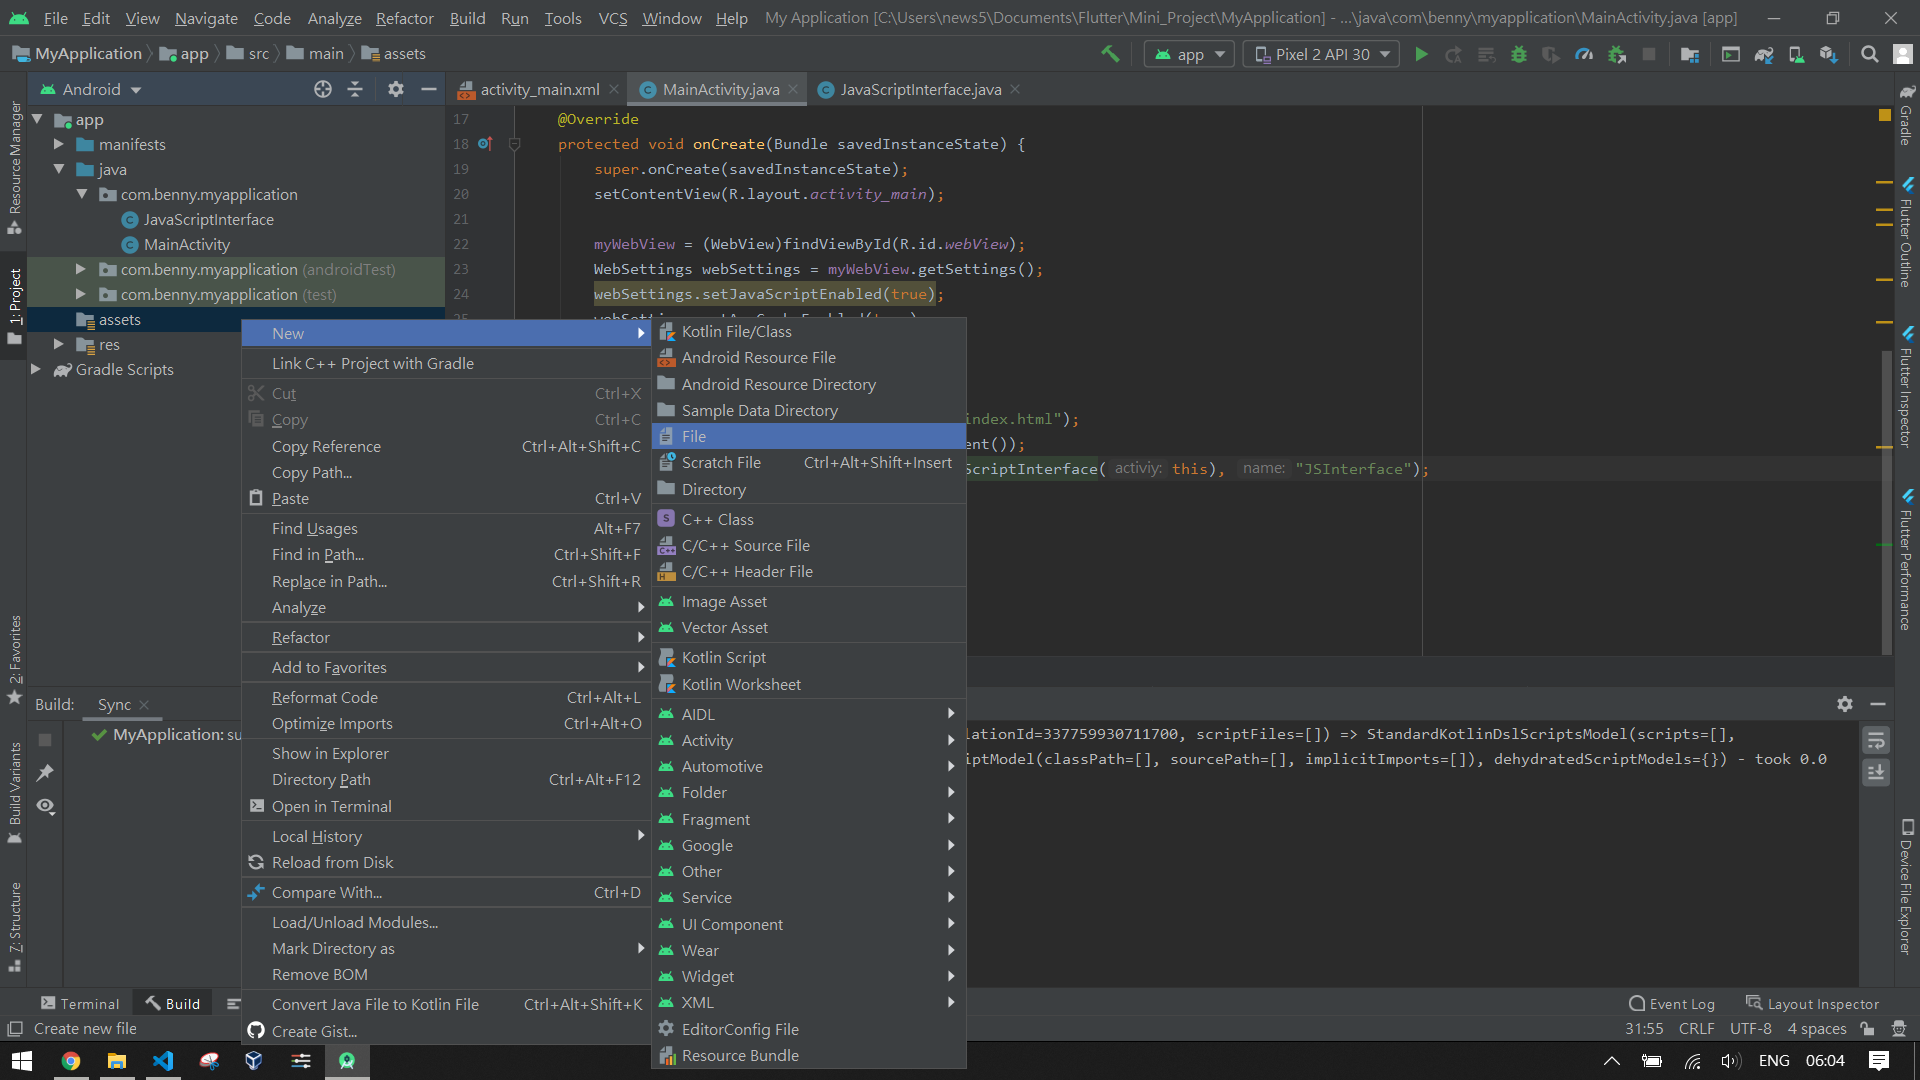 File Edit View Navigate Code Analyze Refactor Build Run Tools VCS Window Help My Application [C:\Users\news5\Documents\Flutter\Mini_Project\MyApplication] - ...\java\com\benny\myapplication\MainActivity.java [app]
MyApplication app src main assets
app Pixel 2 API 30
Android
activity_main.xml MainActivity.java JavaScriptInterface.java
Resource Manager
1: Project
2: Favorites
Build Variants
Z: Structure
app
manifests
java
com.benny.myapplication
JavaScriptInterface
MainActivity
com.benny.myapplication (androidTest)
com.benny.myapplication (test)
assets
res
Gradle Scripts
17 @Override
18 protected void onCreate(Bundle savedInstanceState) {
19 super.onCreate(savedInstanceState);
20 setContentView(R.layout.activity_main);
21
22 myWebView = (WebView)findViewById(R.id.webView);
23 WebSettings webSettings = myWebView.getSettings();
24 webSettings.setJavaScriptEnabled(true);
index.html");
ent());
ScriptInterface( activiy: this), name: "JSInterface");
New
Link C++ Project with Gradle
Cut Ctrl+X
Copy Ctrl+C
Copy Reference Ctrl+Alt+Shift+C
Copy Path...
Paste Ctrl+V
Find Usages Alt+F7
Find in Path... Ctrl+Shift+F
Replace in Path... Ctrl+Shift+R
Analyze
Refactor
Add to Favorites
Reformat Code Ctrl+Alt+L
Optimize Imports Ctrl+Alt+O
Show in Explorer
Directory Path Ctrl+Alt+F12
Open in Terminal
Local History
Reload from Disk
Compare With... Ctrl+D
Load/Unload Modules...
Mark Directory as
Remove BOM
Convert Java File to Kotlin File Ctrl+Alt+Shift+K
Create Gist...
Kotlin File/Class
Android Resource File
Android Resource Directory
Sample Data Directory
File
Scratch File Ctrl+Alt+Shift+Insert
Directory
C++ Class
C/C++ Source File
C/C++ Header File
Image Asset
Vector Asset
Kotlin Script
Kotlin Worksheet
AIDL
Activity
Automotive
Folder
Fragment
Google
Other
Service
UI Component
Wear
Widget
XML
EditorConfig File
Resource Bundle
Gradle
Flutter Outline
Flutter Inspector
Flutter Performance
Device File Explorer
Build: Sync
MyApplication: su
lationId=337759930711700, scriptFiles=[]) => StandardKotlinDslScriptsModel(scripts=[],
iptModel(classPath=[], sourcePath=[], implicitImports=[]), dehydratedScriptModels={}) - took 0.0
Terminal Build Event Log Layout Inspector
Create new file 31:55 CRLF UTF-8 4 spaces
ENG 06:04